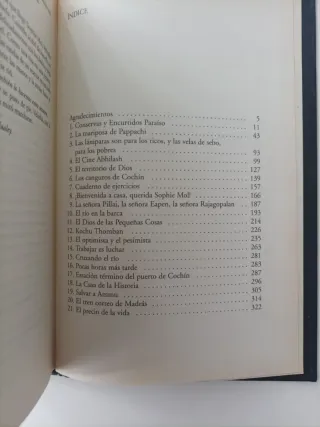 ÍNDICE
Agradecimientos 5
1. Conservas y Encurtidos Paraíso 11
2. La mariposa de Pappachi 43
3. Las lámparas son para los ricos, y las velas de sebo,
para los pobres 93
4. El Cine Abhilash 99
5. El territorio de Dios 127
6. Los canguros de Cochín 139
7. Cuaderno de ejercicios 157
8. ¡Bienvenida a casa, querida Sophie Moll! 166
9. La señora Pillai, la señora Eapen, la señora Rajagopalan 187
10. El río en la barca 193
11. El Dios de las Pequeñas Cosas 214
12. Kochu Thomban 226
13. El optimista y el pesimista 235
14. Trabajar es luchar 263
15. Cruzando el río 281
16. Pocas horas más tarde 283
17. Estación término del puerto de Cochín 287
18. La Casa de la Historia 296
19. Salvar a Ammu 305
20. El tren correo de Madrás 314
21. El precio de la vida 322